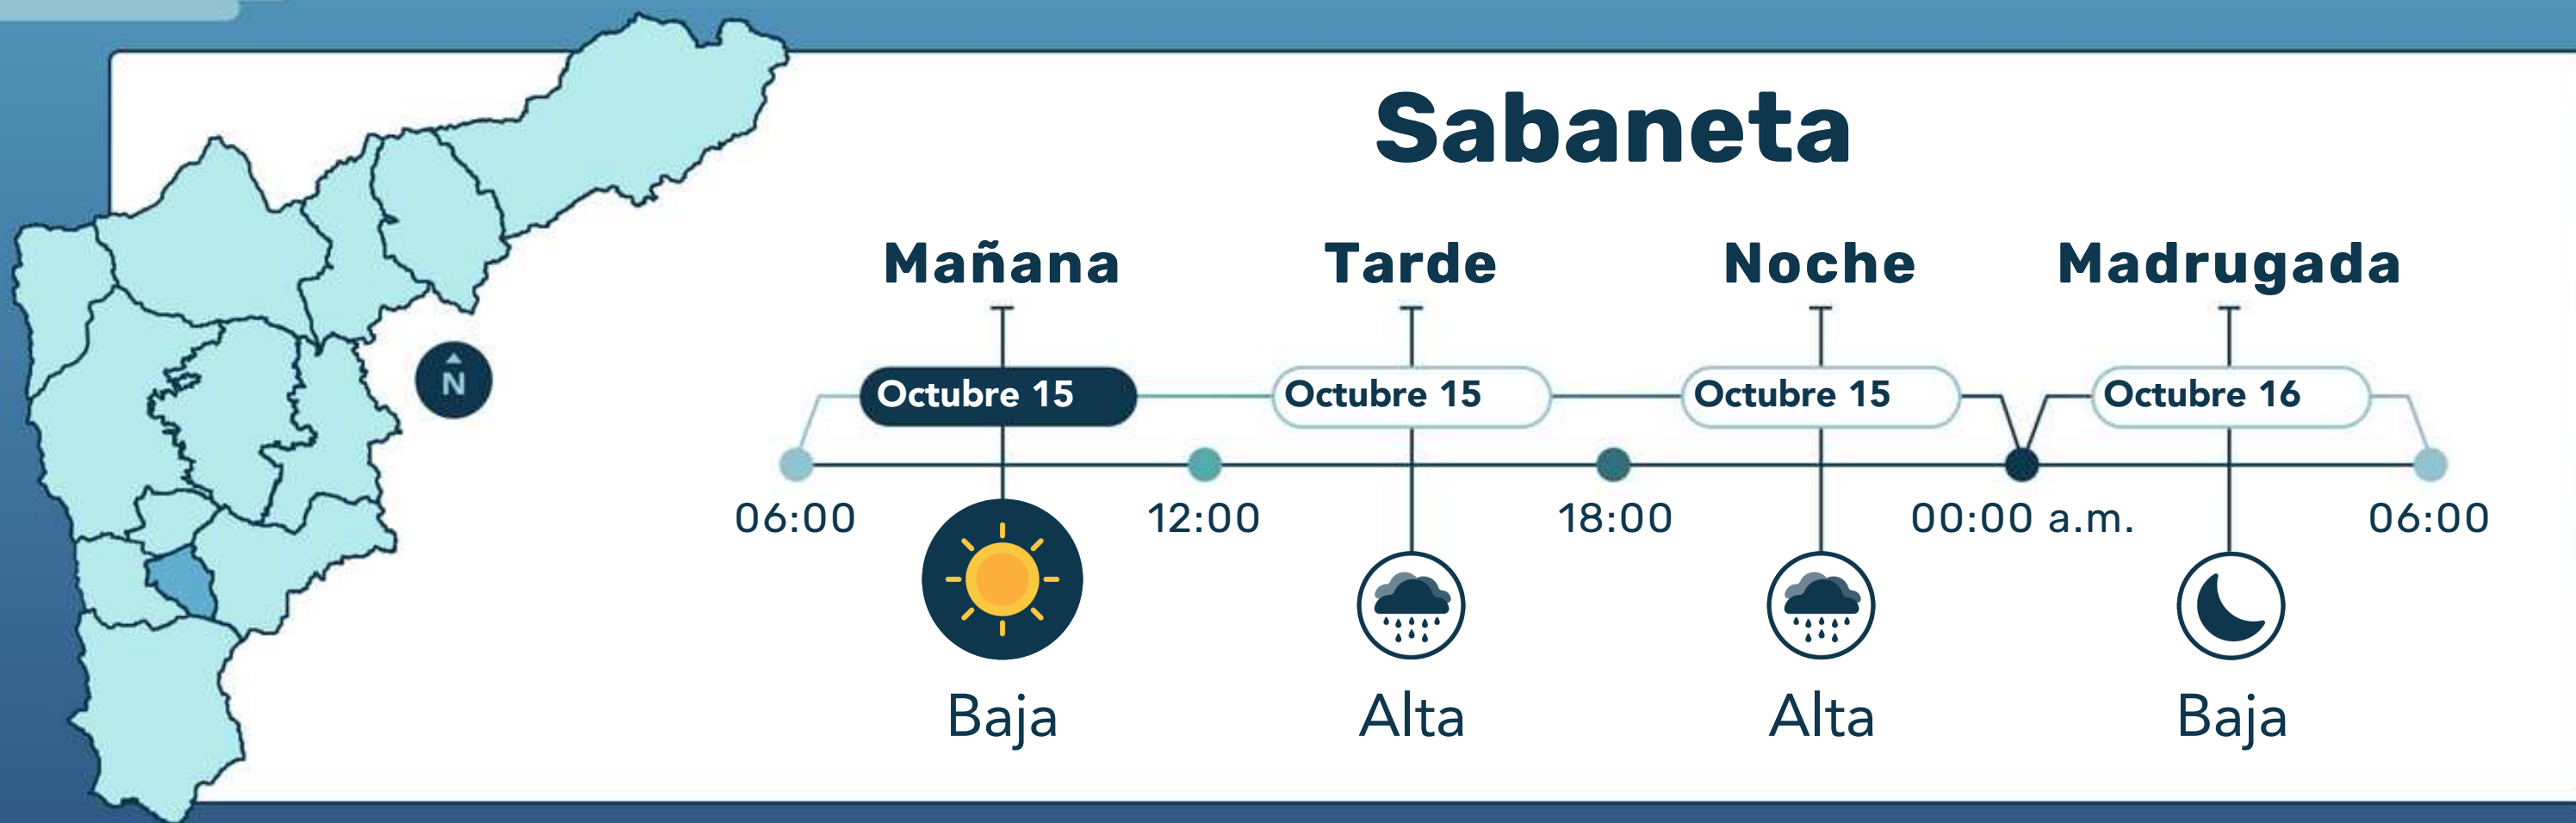 Sabaneta
Mañana Tarde Noche Madrugada
N
Octubre 15 Octubre 15 Octubre 15 Octubre 16
06:00 12:00 18:00 00:00 a.m. 06:00
Baja Alta Alta Baja